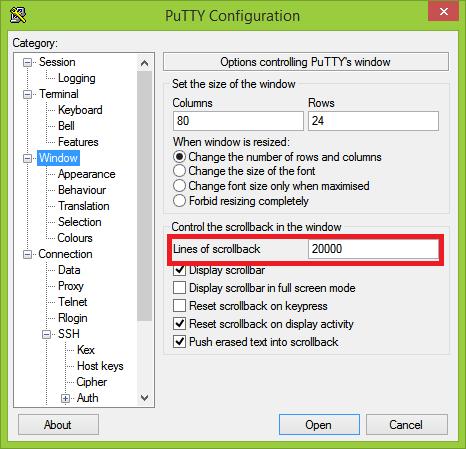 PuTTY Configuration
Category:
Session
Logging
Terminal
Keyboard
Bell
Features
Window
Appearance
Behaviour
Translation
Selection
Colours
Connection
Data
Proxy
Telnet
Rlogin
SSH
Kex
Host keys
Cipher
Auth
Options controlling PuTTY's window
Set the size of the window
Columns Rows
80 24
When window is resized:
Change the number of rows and columns
Change the size of the font
Change font size only when maximised
Forbid resizing completely
Control the scrollback in the window
Lines of scrollback 20000
Display scrollbar
Display scrollbar in full screen mode
Reset scrollback on keypress
Reset scrollback on display activity
Push erased text into scrollback
About Open Cancel